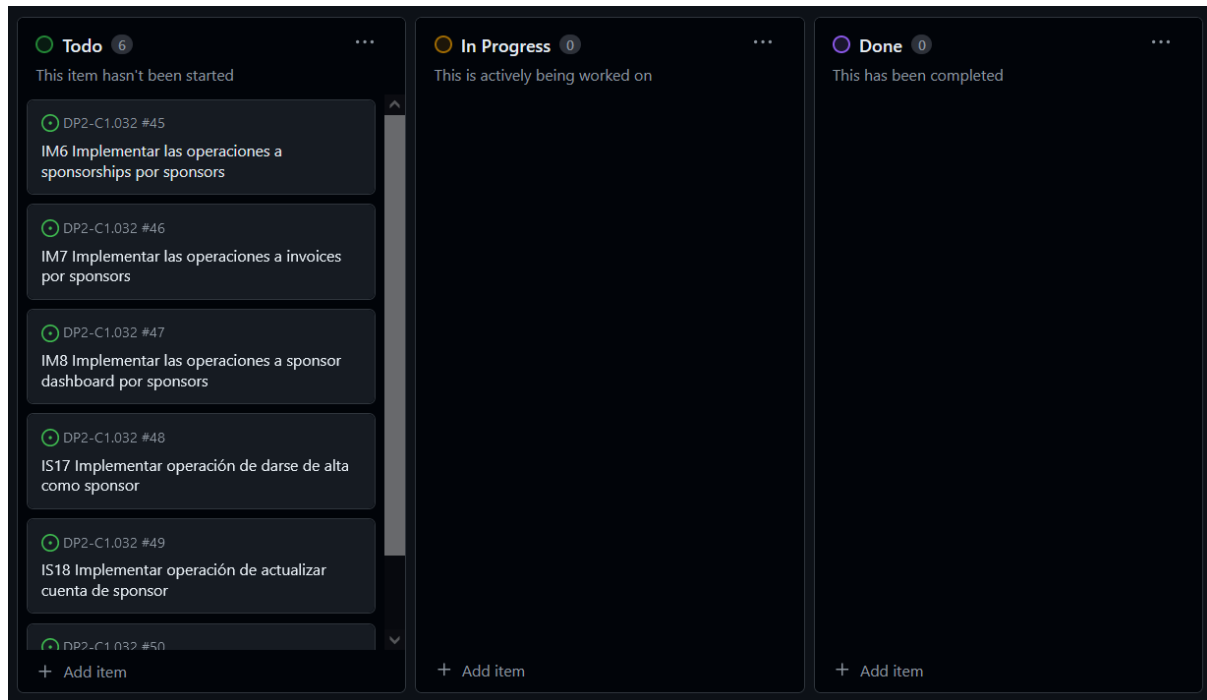 Todo 6
This item hasn't been started
DP2-C1.032 #45
IM6 Implementar las operaciones a
sponsorships por sponsors
DP2-C1.032 #46
IM7 Implementar las operaciones a invoices
por sponsors
DP2-C1.032 #47
IM8 Implementar las operaciones a sponsor
dashboard por sponsors
DP2-C1.032 #48
IS17 Implementar operación de darse de alta
como sponsor
DP2-C1.032 #49
IS18 Implementar operación de actualizar
cuenta de sponsor
DP2-C1.032 #50
+ Add item
In Progress 0
This is actively being worked on
+ Add item
Done 0
This has been completed
+ Add item